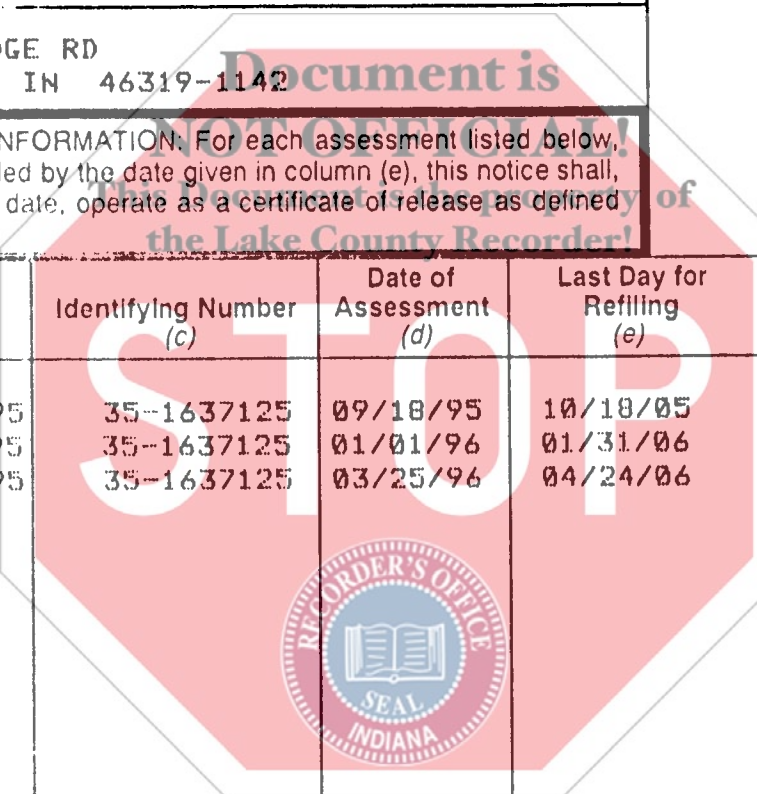 OGE RD
IN 46319-1142
Document is
NOT OFFICIAL!
This Document is the property of
the Lake County Recorder!
NFORMATION: For each assessment listed below,
led by the date given in column (e), this notice shall,
date, operate as a certificate of release as defined
Identifying Number
(c)
Date of
Assessment
(d)
Last Day for
Refiling
(e)
95 35-1637125 09/18/95 10/18/05
95 35-1637125 01/01/96 01/31/06
95 35-1637125 03/25/96 04/24/06
STOP
RECORDER'S OFFICE
SEAL
INDIANA